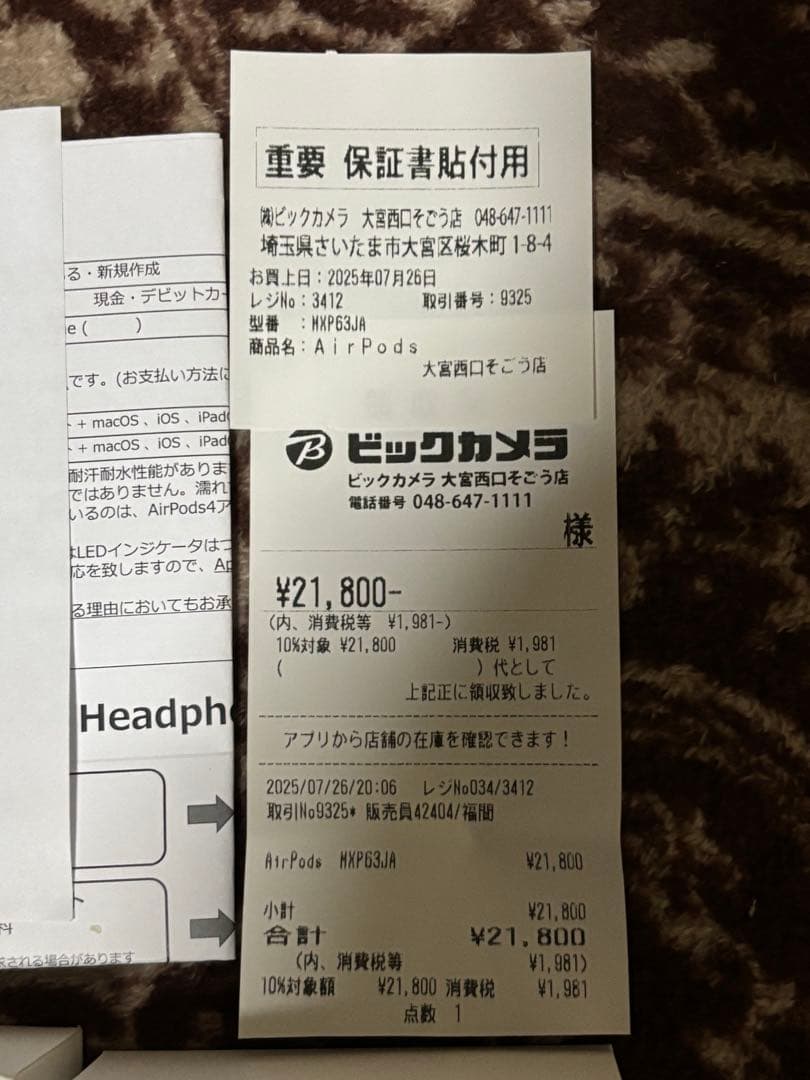 重要 保証書貼付用
㈱ビックカメラ 大宮西口そごう店 048-647-1111
埼玉県さいたま市大宮区桜木町1-8-4
お買上日：2025年07月26日
レジNo：3412 取引番号：9325
型番 ：MXP63JA
商品名：AirPods
大宮西口そごう店
ビックカメラ
ビックカメラ 大宮西口そごう店
電話番号 048-647-1111
様
¥21,800-
(内、消費税等 ¥1,981-)
10%対象 ¥21,800 消費税 ¥1,981
( )代として
上記正に領収致しました。
アプリから店舗の在庫を確認できます！
2025/07/26/20:06 レジNo034/3412
取引No9325* 販売員42404/福間
AirPods MXP63JA ¥21,800
小計 ¥21,800
合計 ¥21,800
(内、消費税等 ¥1,981)
10%対象額 ¥21,800 消費税 ¥1,981
点数 1
る・新規作成
現金・デビットカー
( )
です。(お支払い方法に
+ macOS 、iOS 、iPad
+ macOS 、iOS 、iPad
耐汗耐水性能がありま
ではありません。濡れ
いるのは、AirPods4ア
LEDインジケータはつ
応を致しますので、Ap
る理由においてもお承
Headpho
される場合があります